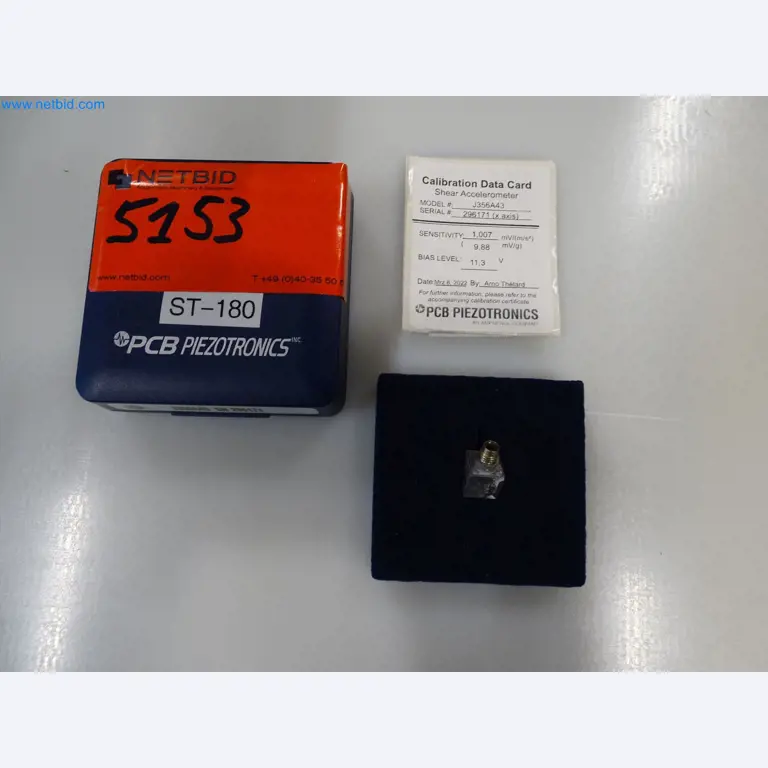 www.netbid.com
NETBID
5153
www.netbid.com
T +49 (0)40-35 50
ST-180
PCB PIEZOTRONICS INC.
Calibration Data Card
Shear Accelerometer
MODEL #: J356A43
SERIAL #: 296171 (x axis)
SENSITIVITY: 1,007 mV/(m/s²)
( 9.88 mV/g)
BIAS LEVEL: 11.3 V
Date: By: Arno Thelard
For further information, please refer to the
accompanying calibration certificate
PCB PIEZOTRONICS